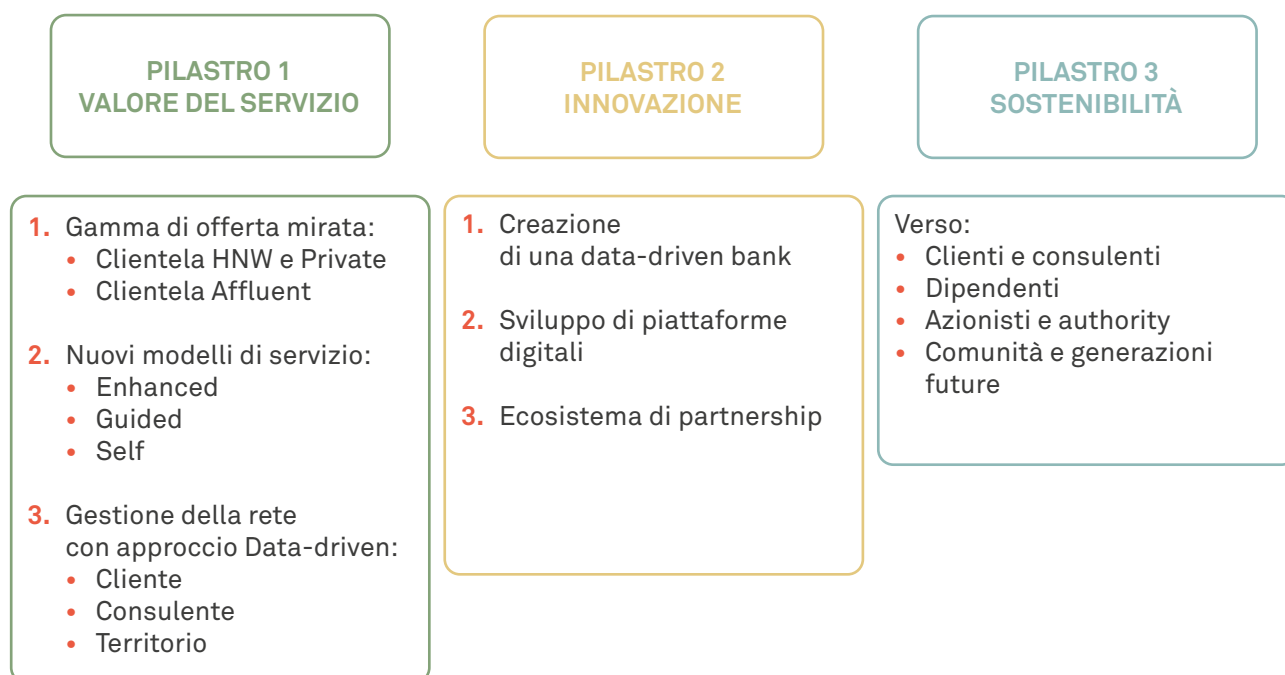 PILASTRO 1
VALORE DEL SERVIZIO
1. Gamma di offerta mirata:
• Clientela HNW e Private
• Clientela Affluent
2. Nuovi modelli di servizio:
• Enhanced
• Guided
• Self
3. Gestione della rete
con approccio Data-driven:
• Cliente
• Consulente
• Territorio
PILASTRO 2
INNOVAZIONE
1. Creazione
di una data-driven bank
2. Sviluppo di piattaforme
digitali
3. Ecosistema di partnership
PILASTRO 3
SOSTENIBILITÀ
Verso:
• Clienti e consulenti
• Dipendenti
• Azionisti e authority
• Comunità e generazioni
future